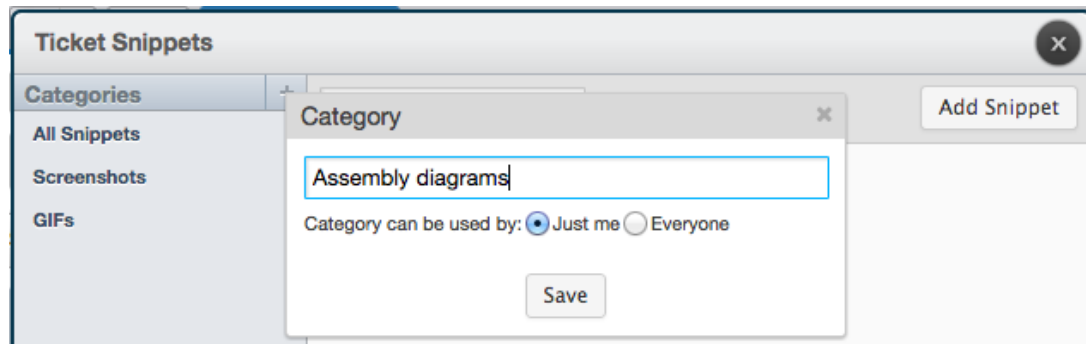 Ticket Snippets
Categories
+
Add Snippet
All Snippets
Screenshots
GIFs
Category
Assembly diagrams
Category can be used by: Just me Everyone
Save